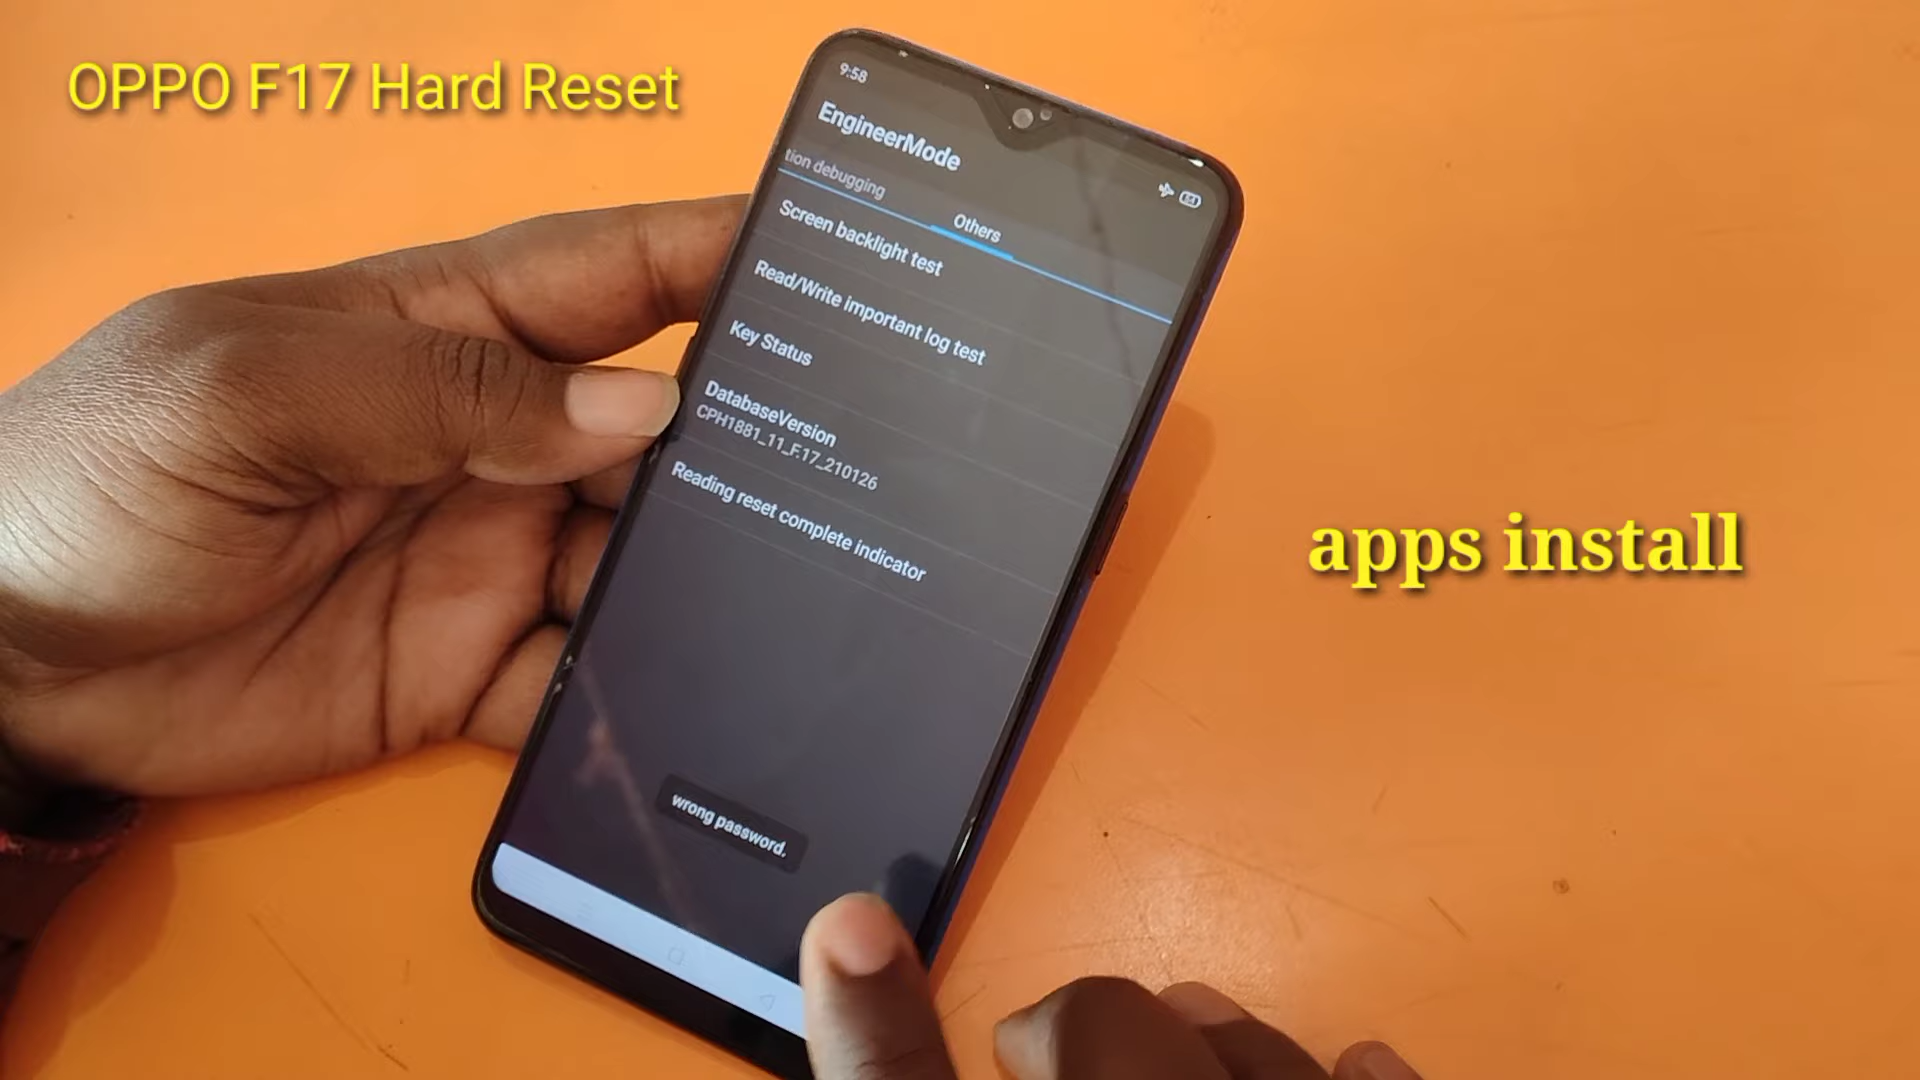 OPPO F17 Hard Reset
9:58
EngineerMode
tion debugging
Others
Screen backlight test
Read/Write important log test
Key Status
DatabaseVersion
CPH1881_11_F.17_210126
Reading reset complete indicator
wrong password.
apps install